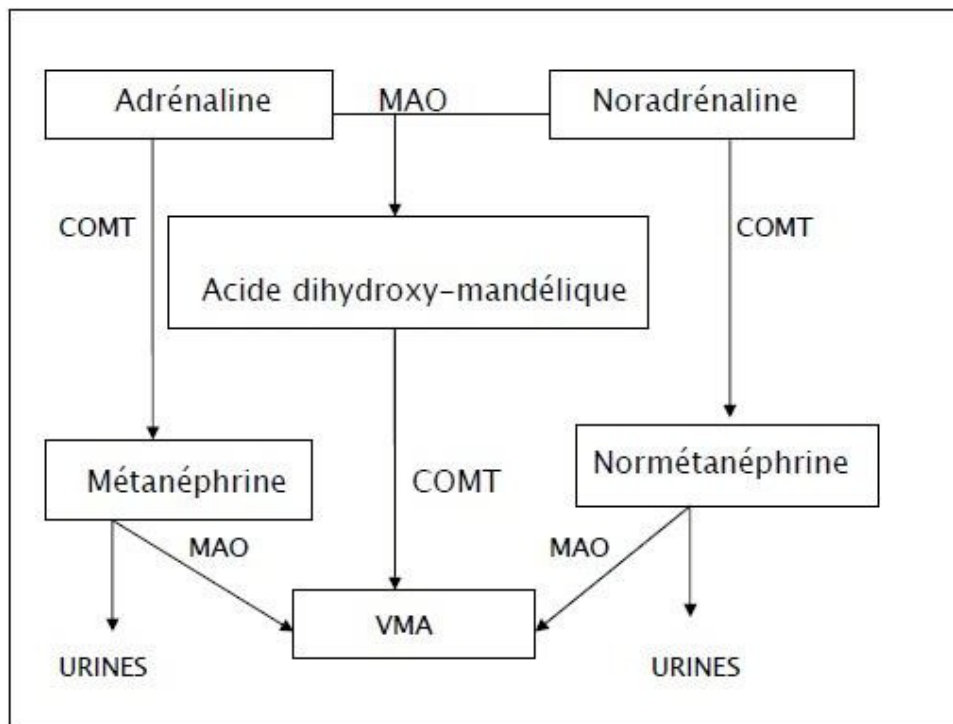 Adrénaline
MAO
Noradrénaline
COMT
COMT
Acide dihydroxy-mandélique
Métanéphrine
COMT
Normétanéphrine
MAO
MAO
VMA
URINES
URINES